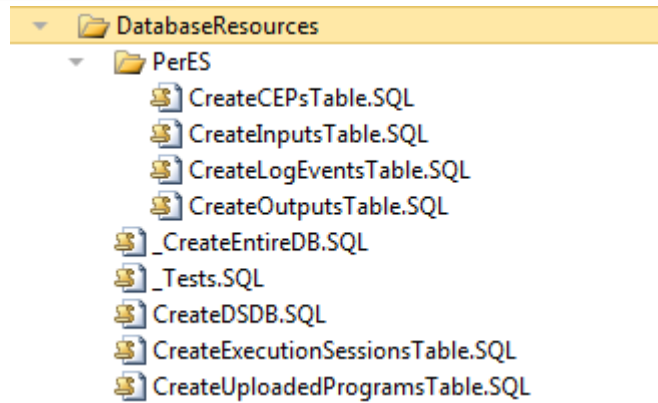 DatabaseResources
PerES
CreateCEPsTable.SQL
CreateInputsTable.SQL
CreateLogEventsTable.SQL
CreateOutputsTable.SQL
_CreateEntireDB.SQL
_Tests.SQL
CreateDSDB.SQL
CreateExecutionSessionsTable.SQL
CreateUploadedProgramsTable.SQL